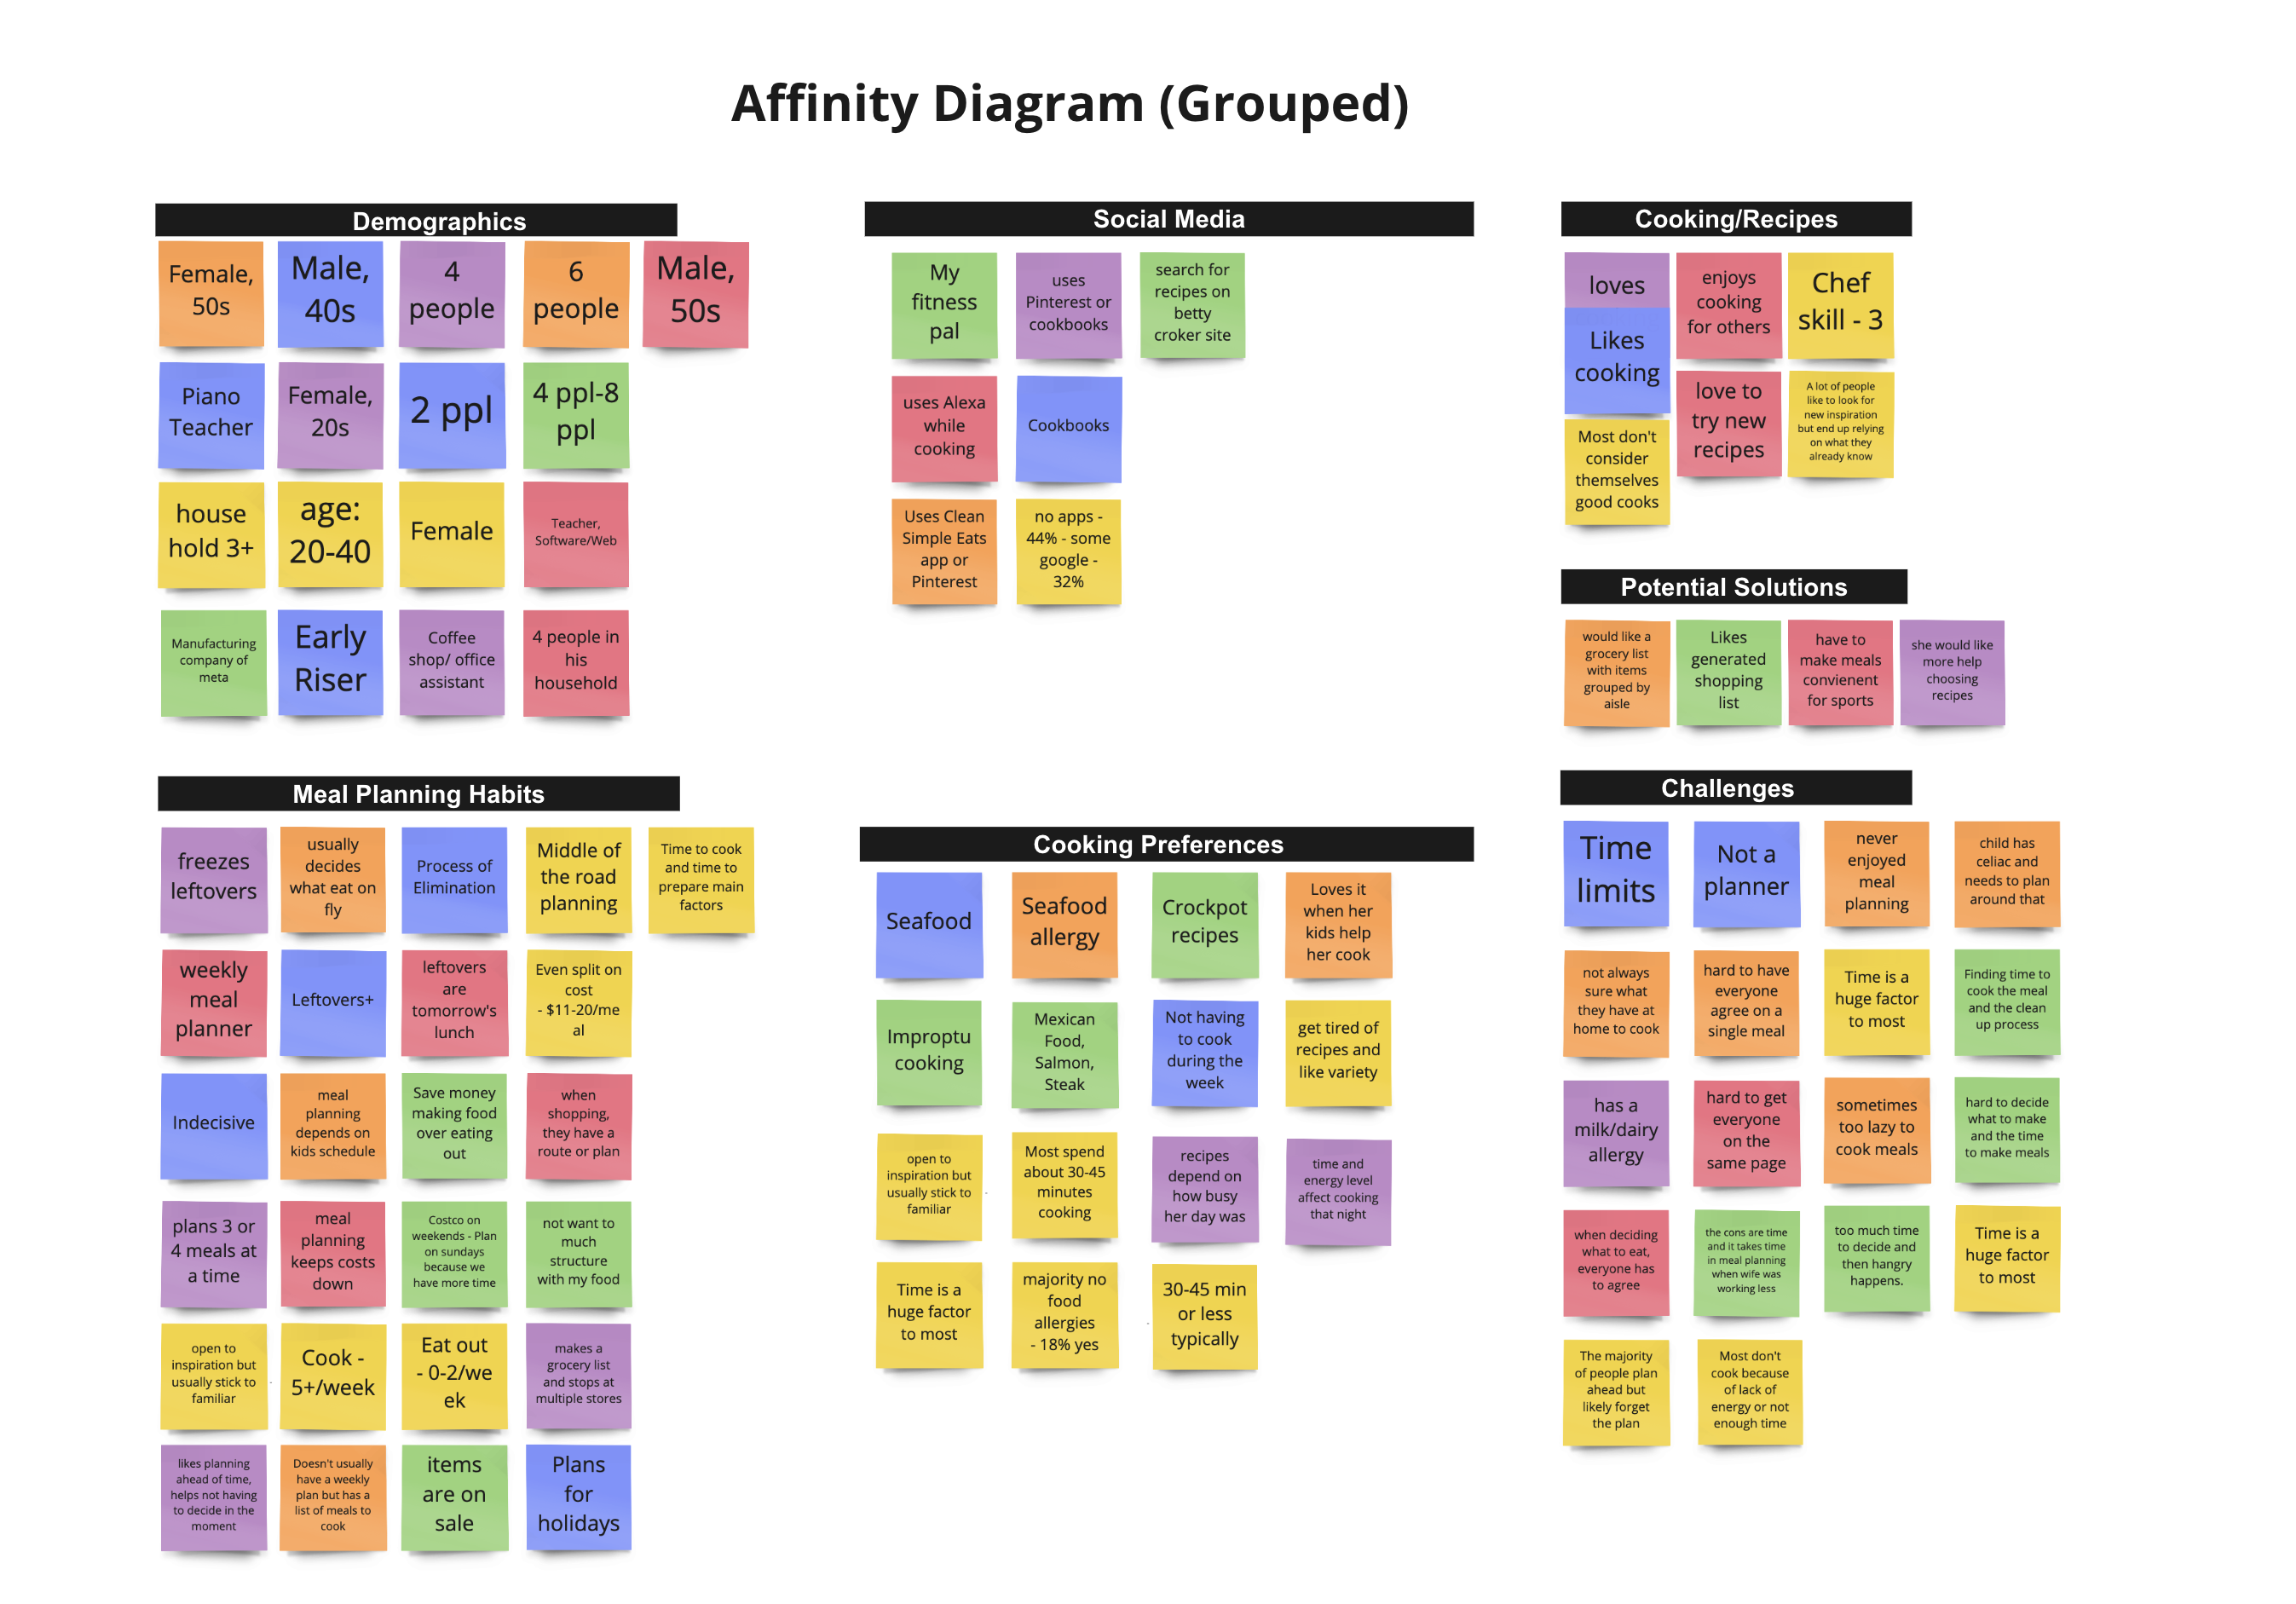 Affinity Diagram (Grouped)
Demographics
Female,
50s
Male,
40s
4
people
6
people
Male,
50s
Piano
Teacher
Female,
20s
2 ppl
4 ppl-8
ppl
house
hold 3+
age:
20-40
Female
Teacher,
Software/Web
Manufacturing
company of
meta
Early
Riser
Coffee
shop/ office
assistant
4 people in
his
household
Social Media
My
fitness
pal
uses
Pinterest or
cookbooks
search for
recipes on
betty
croker site
uses Alexa
while
cooking
Cookbooks
Uses Clean
Simple Eats
app or
Pinterest
no apps -
44% - some
google -
32%
Cooking/Recipes
loves
Likes
cooking
enjoys
cooking
for others
Chef
skill - 3
love to
try new
recipes
A lot of people
like to look for
new inspiration
but end up relying
on what they
already know
Most don't
consider
themselves
good cooks
Potential Solutions
would like a
grocery list
with items
grouped by
aisle
Likes
generated
shopping
list
have to
make meals
convienent
for sports
she would like
more help
choosing
recipes
Meal Planning Habits
freezes
leftovers
usually
decides
what eat on
fly
Process of
Elimination
Middle of
the road
planning
Time to cook
and time to
prepare main
factors
weekly
meal
planner
Leftovers+
leftovers
are
tomorrow's
lunch
Even split on
cost
- $11-20/me
al
Indecisive
meal
planning
depends on
kids schedule
Save money
making food
over eating
out
when
shopping,
they have a
route or plan
plans 3 or
4 meals at
a time
meal
planning
keeps costs
down
Costco on
weekends - Plan
on sundays
because we
have more time
not want to
much
structure
with my food
open to
inspiration but
usually stick to
familiar
Cook -
5+/week
Eat out
- 0-2/we
ek
makes a
grocery list
and stops at
multiple stores
likes planning
ahead of time,
helps not having
to decide in the
moment
Doesn't usually
have a weekly
plan but has a
list of meals to
cook
items
are on
sale
Plans
for
holidays
Cooking Preferences
Seafood
Seafood
allergy
Crockpot
recipes
Loves it
when her
kids help
her cook
Improptu
cooking
Mexican
Food,
Salmon,
Steak
Not having
to cook
during the
week
get tired of
recipes and
like variety
open to
inspiration but
usually stick to
familiar
Most spend
about 30-45
minutes
cooking
recipes
depend on
how busy
her day was
time and
energy level
affect cooking
that night
Time is a
huge factor
to most
majority no
food
allergies
- 18% yes
30-45 min
or less
typically
Challenges
Time
limits
Not a
planner
never
enjoyed
meal
planning
child has
celiac and
needs to plan
around that
not always
sure what
they have at
home to cook
hard to have
everyone
agree on a
single meal
Time is a
huge factor
to most
Finding time to
cook the meal
and the clean
up process
has a
milk/dairy
allergy
hard to get
everyone
on the
same page
sometimes
too lazy to
cook meals
hard to decide
what to make
and the time
to make meals
when deciding
what to eat,
everyone has
to agree
the cons are time
and it takes time
in meal planning
when wife was
working less
too much time
to decide and
then hangry
happens.
Time is a
huge factor
to most
The majority
of people plan
ahead but
likely forget
the plan
Most don't
cook because
of lack of
energy or not
enough time